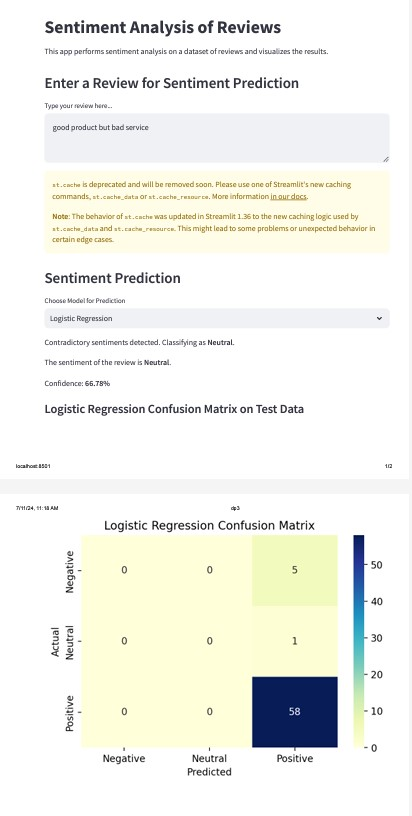 Sentiment Analysis of Reviews
This app performs sentiment analysis on a dataset of reviews and visualizes the results.
Enter a Review for Sentiment Prediction
Type your review here...
good product but bad service
st.cache is deprecated and will be removed soon. Please use one of Streamlit's new caching
commands, st.cache_data or st.cache_resource. More information in our docs.
Note: The behavior of st.cache was updated in Streamlit 1.36 to the new caching logic used by
st.cache_data and st.cache_resource. This might lead to some problems or unexpected behavior in
certain edge cases.
Sentiment Prediction
Choose Model for Prediction
Logistic Regression
Contradictory sentiments detected. Classifying as Neutral.
The sentiment of the review is Neutral.
Confidence: 66.78%
Logistic Regression Confusion Matrix on Test Data
localhost:8501 1/2
7/11/24, 11:18 AM dp3
Logistic Regression Confusion Matrix
Negative 0 0 5
50
40
Actual
Neutral 0 0 1
30
20
Positive 0 0 58
10
0
Negative Neutral Positive
Predicted